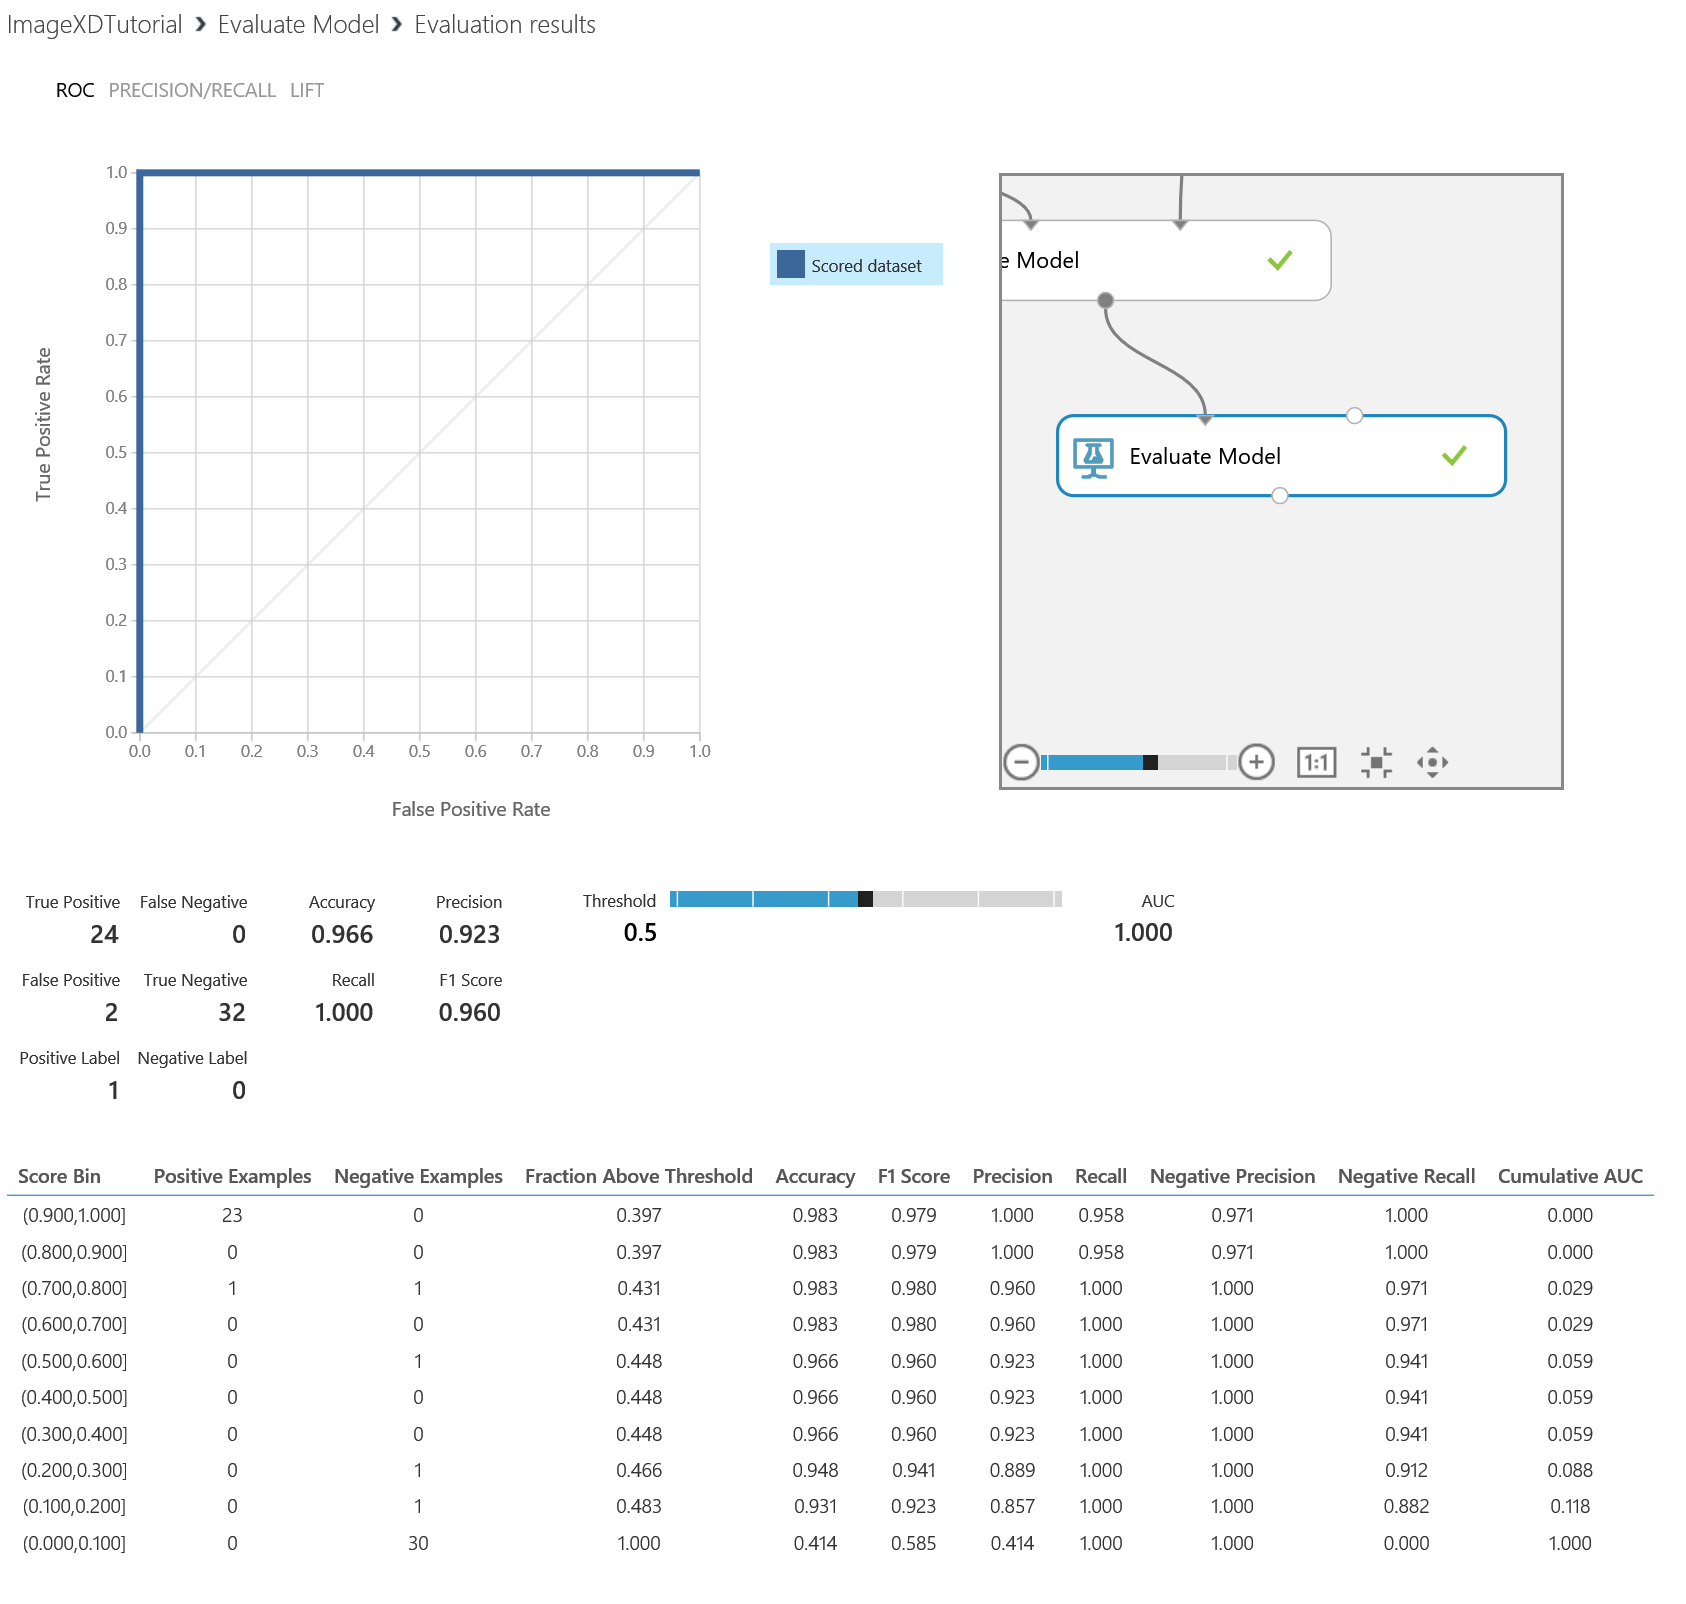 ImageXDTutorial › Evaluate Model › Evaluation results
ROC PRECISION/RECALL LIFT
1.0
0.9
0.8
0.7
0.6
0.5
0.4
0.3
0.2
0.1
0.0
True Positive Rate
0.0 0.1 0.2 0.3 0.4 0.5 0.6 0.7 0.8 0.9 1.0
False Positive Rate
Scored dataset
e Model
Evaluate Model
1:1
True Positive False Negative Accuracy Precision Threshold AUC
24 0 0.966 0.923 0.5 1.000
False Positive True Negative Recall F1 Score
2 32 1.000 0.960
Positive Label Negative Label
1 0
Score Bin Positive Examples Negative Examples Fraction Above Threshold Accuracy F1 Score Precision Recall Negative Precision Negative Recall Cumulative AUC
(0.900,1.000] 23 0 0.397 0.983 0.979 1.000 0.958 0.971 1.000 0.000
(0.800,0.900] 0 0 0.397 0.983 0.979 1.000 0.958 0.971 1.000 0.000
(0.700,0.800] 1 1 0.431 0.983 0.980 0.960 1.000 1.000 0.971 0.029
(0.600,0.700] 0 0 0.431 0.983 0.980 0.960 1.000 1.000 0.971 0.029
(0.500,0.600] 0 1 0.448 0.966 0.960 0.923 1.000 1.000 0.941 0.059
(0.400,0.500] 0 0 0.448 0.966 0.960 0.923 1.000 1.000 0.941 0.059
(0.300,0.400] 0 0 0.448 0.966 0.960 0.923 1.000 1.000 0.941 0.059
(0.200,0.300] 0 1 0.466 0.948 0.941 0.889 1.000 1.000 0.912 0.088
(0.100,0.200] 0 1 0.483 0.931 0.923 0.857 1.000 1.000 0.882 0.118
(0.000,0.100] 0 30 1.000 0.414 0.585 0.414 1.000 1.000 0.000 1.000